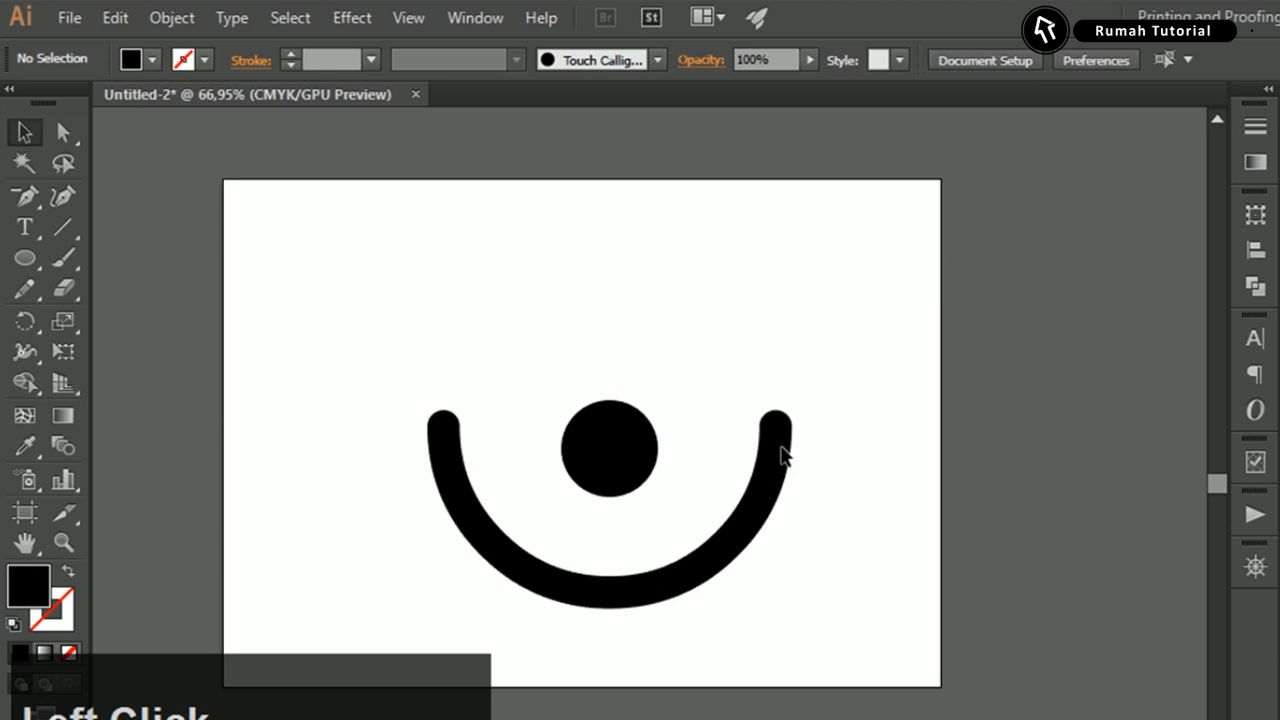 Ai File Edit Object Type Select Effect View Window Help Br St Printing and Proofing
Rumah Tutorial
No Selection Stroke: Touch Callig... Opacity: 100% Style: Document Setup Preferences
Untitled-2* @ 66,95% (CMYK/GPU Preview) ×
Left Click